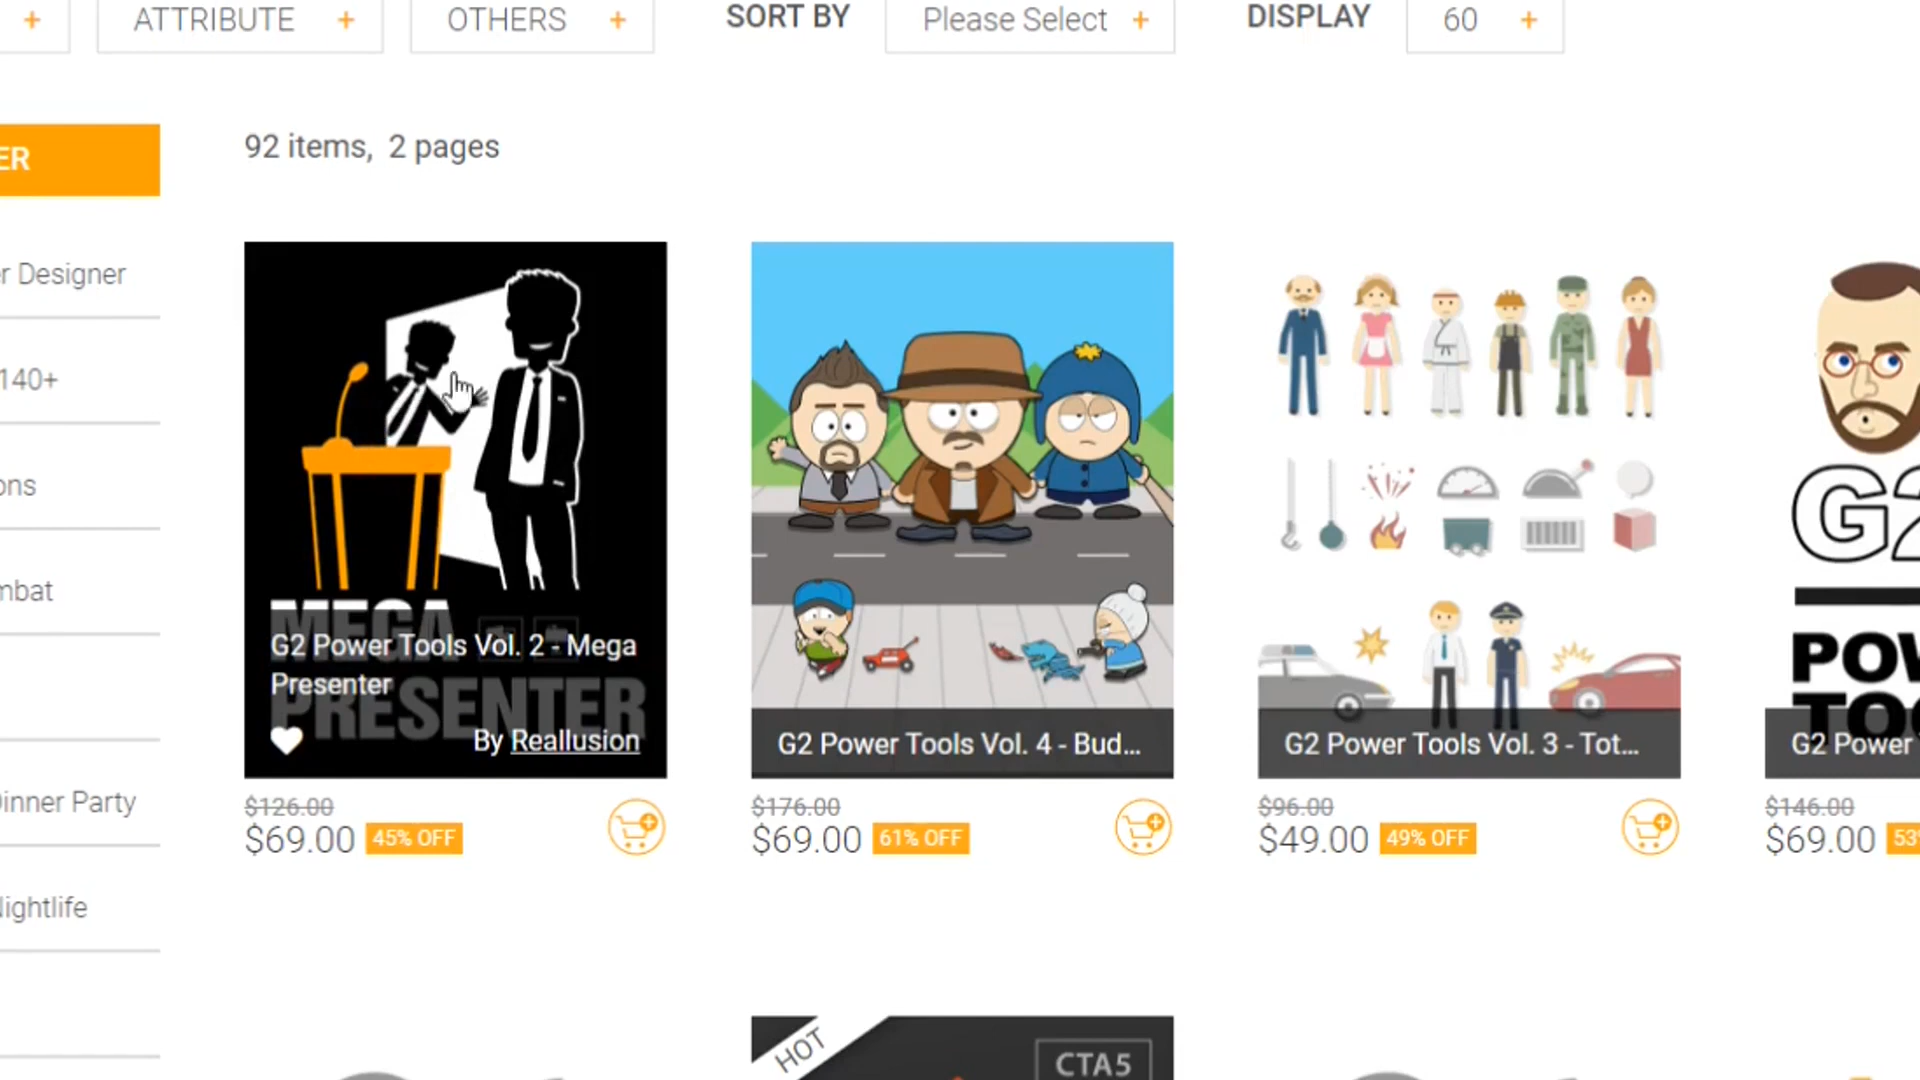 ATTRIBUTE +
OTHERS +
SORT BY
Please Select +
DISPLAY
60 +
ER
92 items, 2 pages
r Designer
140+
ons
mbat
Dinner Party
Nightlife
MEGA
PRESENTER
G2 Power Tools Vol. 2 - Mega
Presenter
By Reallusion
$126.00
$69.00 45% OFF
G2 Power Tools Vol. 4 - Bud...
$176.00
$69.00 61% OFF
G2 Power Tools Vol. 3 - Tot...
$96.00
$49.00 49% OFF
G2
POW
TOO
G2 Power
$146.00
$69.00 53
HOT
CTA5